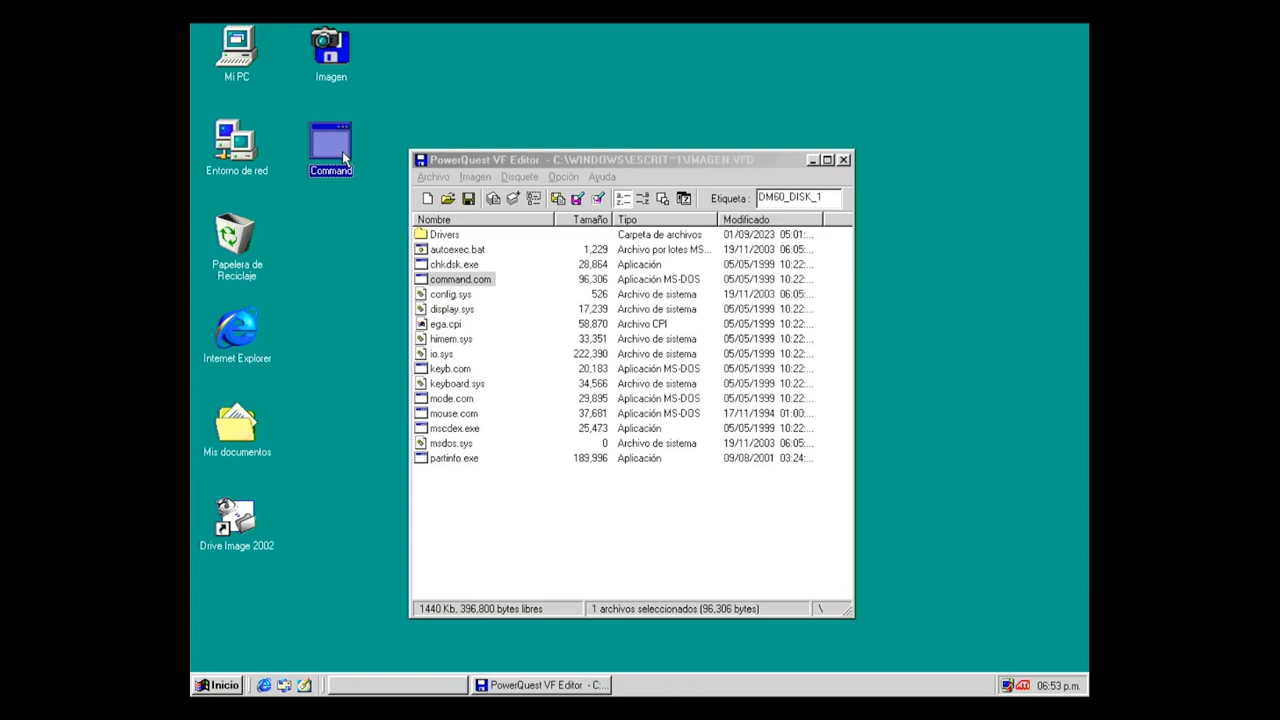 Mi PC
Imagen
Entorno de red
Command
Papelera de
Reciclaje
Internet Explorer
Mis documentos
Drive Image 2002
PowerQuest VF Editor - C:\WINDOWS\ESCRIT~1\IMAGEN.VFD
Archivo Imagen Disquete Opción Ayuda
Etiqueta : DM60_DISK_1
Nombre Tamaño Tipo Modificado
Drivers Carpeta de archivos 01/09/2023 05:01:...
autoexec.bat 1,229 Archivo por lotes MS... 19/11/2003 06:05:...
chkdsk.exe 28,864 Aplicación 05/05/1999 10:22:...
command.com 96,306 Aplicación MS-DOS 05/05/1999 10:22:...
config.sys 526 Archivo de sistema 19/11/2003 06:05:...
display.sys 17,239 Archivo de sistema 05/05/1999 10:22:...
ega.cpi 58,870 Archivo CPI 05/05/1999 10:22:...
himem.sys 33,351 Archivo de sistema 05/05/1999 10:22:...
io.sys 222,390 Archivo de sistema 05/05/1999 10:22:...
keyb.com 20,183 Aplicación MS-DOS 05/05/1999 10:22:...
keyboard.sys 34,566 Archivo de sistema 05/05/1999 10:22:...
mode.com 29,895 Aplicación MS-DOS 05/05/1999 10:22:...
mouse.com 37,681 Aplicación MS-DOS 17/11/1994 01:00:...
mscdex.exe 25,473 Aplicación 05/05/1999 10:22:...
msdos.sys 0 Archivo de sistema 19/11/2003 06:05:...
partinfo.exe 189,996 Aplicación 09/08/2001 03:24:...
1440 Kb, 396,800 bytes libres 1 archivos seleccionados (96,306 bytes) \
Inicio PowerQuest VF Editor - C:... 06:53 p.m.